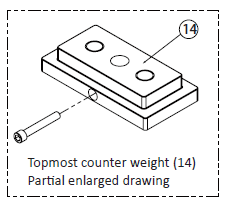 14
Topmost counter weight (14)
Partial enlarged drawing